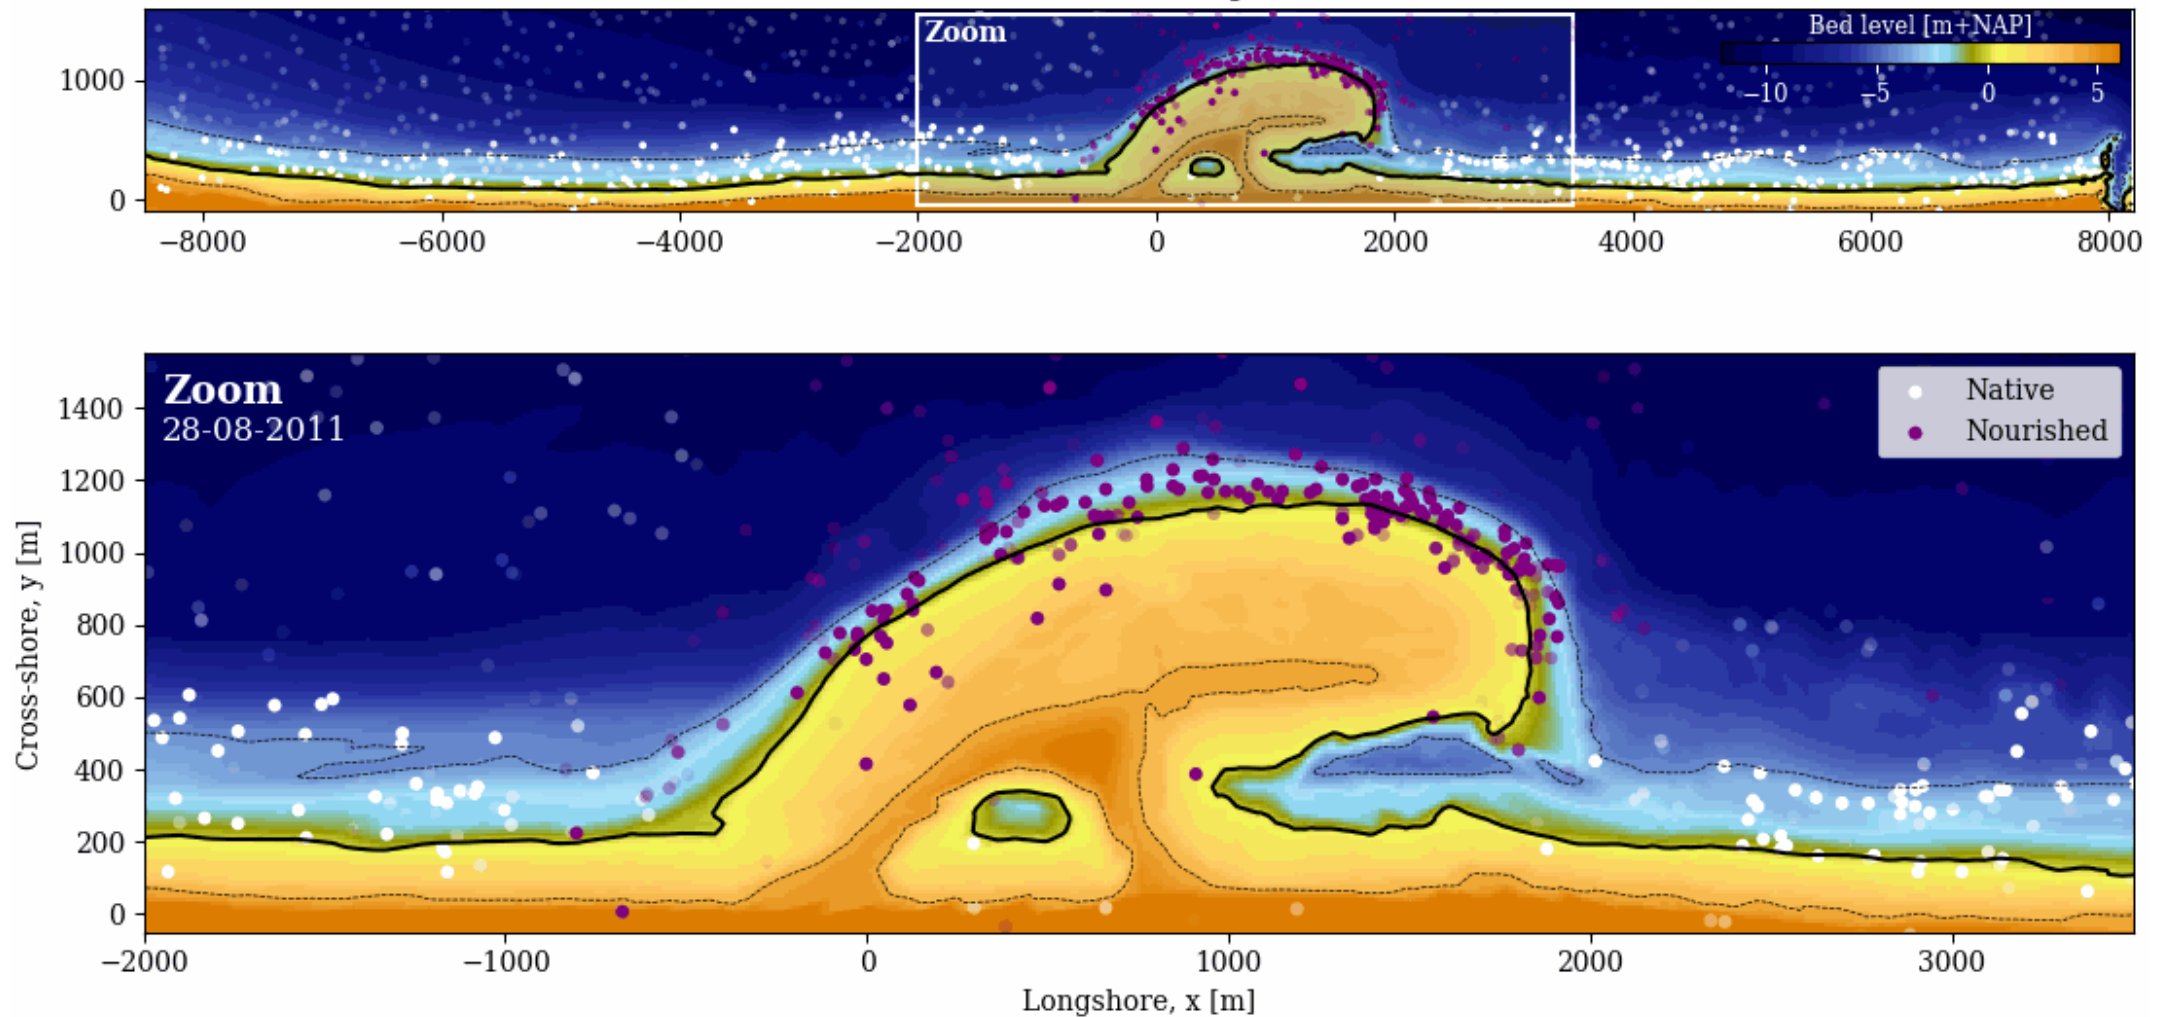 Zoom
Bed level [m+NAP]
−10 −5 0 5
1000
0
−8000 −6000 −4000 −2000 0 2000 4000 6000 8000
Zoom
28-08-2011
Native
Nourished
1400
1200
1000
800
600
400
200
0
Cross-shore, y [m]
−2000 −1000 0 1000 2000 3000
Longshore, x [m]